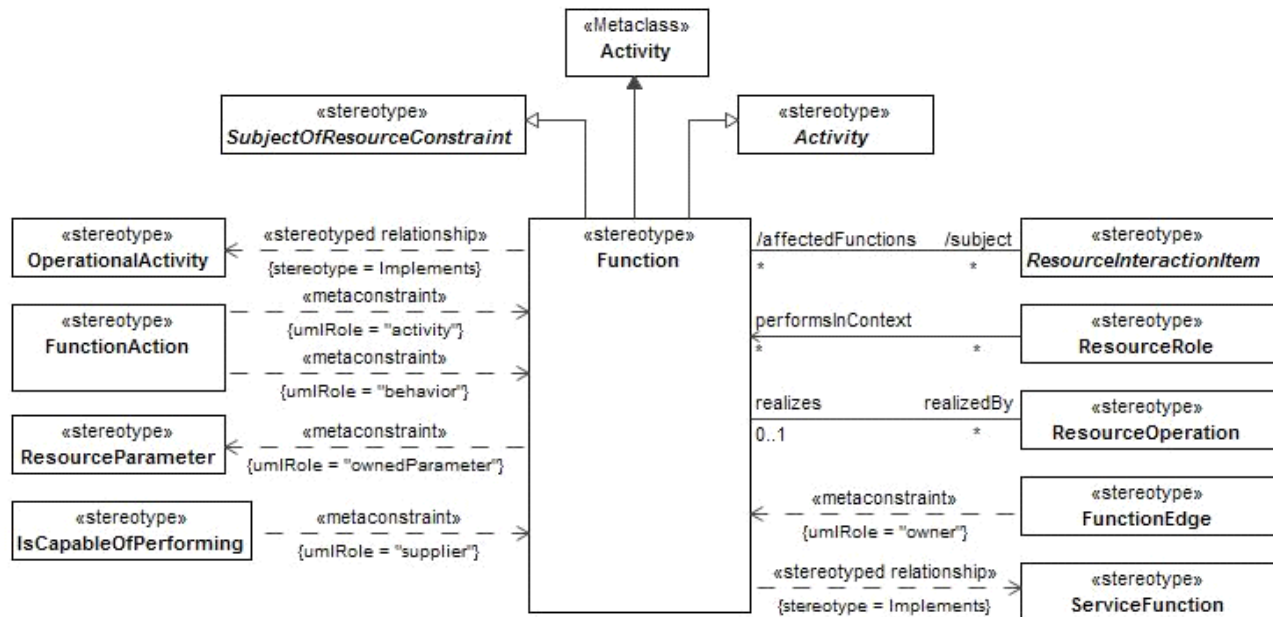 «Metaclass»
Activity
«stereotype»
SubjectOfResourceConstraint
«stereotype»
Activity
«stereotype»
OperationalActivity
«stereotyped relationship»
{stereotype = Implements}
«stereotype»
FunctionAction
«metaconstraint»
{umlRole = "activity"}
«metaconstraint»
{umlRole = "behavior"}
«stereotype»
ResourceParameter
«metaconstraint»
{umlRole = "ownedParameter"}
«stereotype»
IsCapableOfPerforming
«metaconstraint»
{umlRole = "supplier"}
«stereotype»
Function
/affectedFunctions /subject
* *
«stereotype»
ResourceInteractionItem
performsInContext
* *
«stereotype»
ResourceRole
realizes realizedBy
0..1 *
«stereotype»
ResourceOperation
«metaconstraint»
{umlRole = "owner"}
«stereotype»
FunctionEdge
«stereotyped relationship»
{stereotype = Implements}
«stereotype»
ServiceFunction